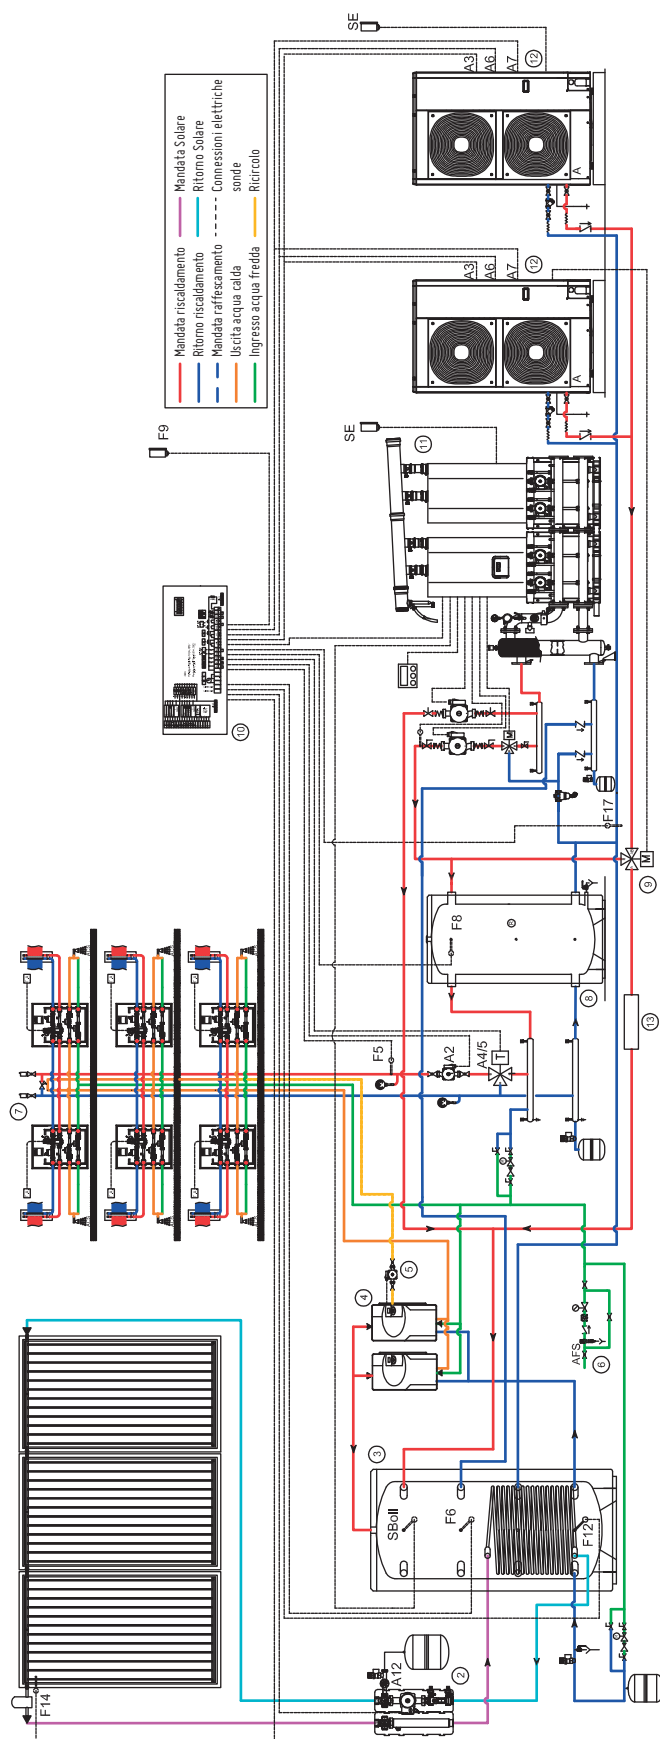 Mandata riscaldamento
Ritorno riscaldamento
Mandata raffescamento
Uscita acqua calda
Ingresso acqua fredda
Mandata Solare
Ritorno Solare
Connessioni elettriche
sonde
Ricircolo
SE
A3
A6
A7
12
A
A3
A6
A7
12
A
SE
11
F9
10
M
F17
M
9
F8
R
8
13
7
F5
A2
A4/5
T
5
4
AFS
6
3
SBoll
F6
F12
A12
2
F14